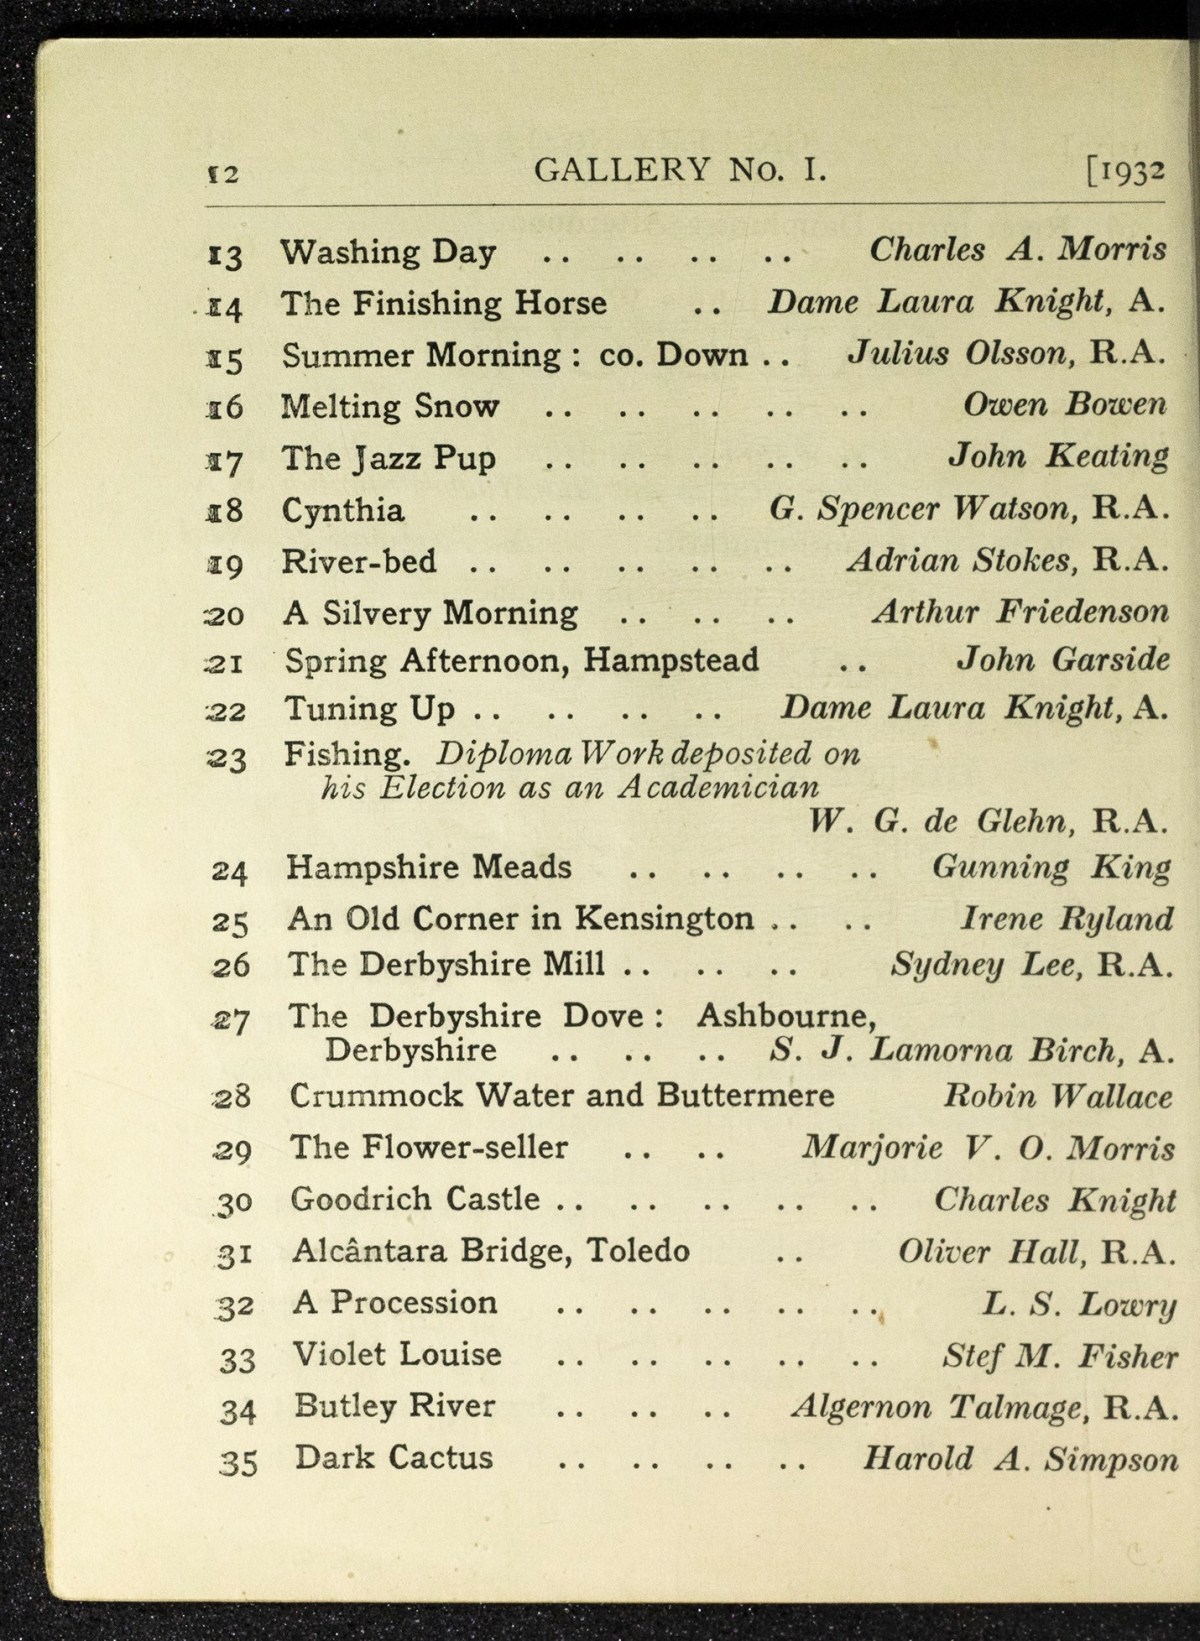 12 GALLERY No. I. [1932
13 Washing Day .. .. .. .. Charles A. Morris
14 The Finishing Horse .. Dame Laura Knight, A.
15 Summer Morning : co. Down .. Julius Olsson, R.A.
16 Melting Snow .. .. .. .. .. Owen Bowen
17 The Jazz Pup .. .. .. .. .. John Keating
18 Cynthia .. .. .. .. G. Spencer Watson, R.A.
19 River-bed .. .. .. .. .. Adrian Stokes, R.A.
20 A Silvery Morning .. .. .. Arthur Friedenson
21 Spring Afternoon, Hampstead .. John Garside
22 Tuning Up .. .. .. .. Dame Laura Knight, A.
23 Fishing. Diploma Work deposited on
his Election as an Academician
W. G. de Glehn, R.A.
24 Hampshire Meads .. .. .. .. Gunning King
25 An Old Corner in Kensington .. .. Irene Ryland
26 The Derbyshire Mill .. .. .. Sydney Lee, R.A.
27 The Derbyshire Dove : Ashbourne,
Derbyshire .. .. .. S. J. Lamorna Birch, A.
28 Crummock Water and Buttermere Robin Wallace
29 The Flower-seller .. .. Marjorie V. O. Morris
30 Goodrich Castle .. .. .. .. .. Charles Knight
31 Alcântara Bridge, Toledo .. Oliver Hall, R.A.
32 A Procession .. .. .. .. .. L. S. Lowry
33 Violet Louise .. .. .. .. .. Stef M. Fisher
34 Butley River .. .. .. Algernon Talmage, R.A.
35 Dark Cactus .. .. .. .. Harold A. Simpson